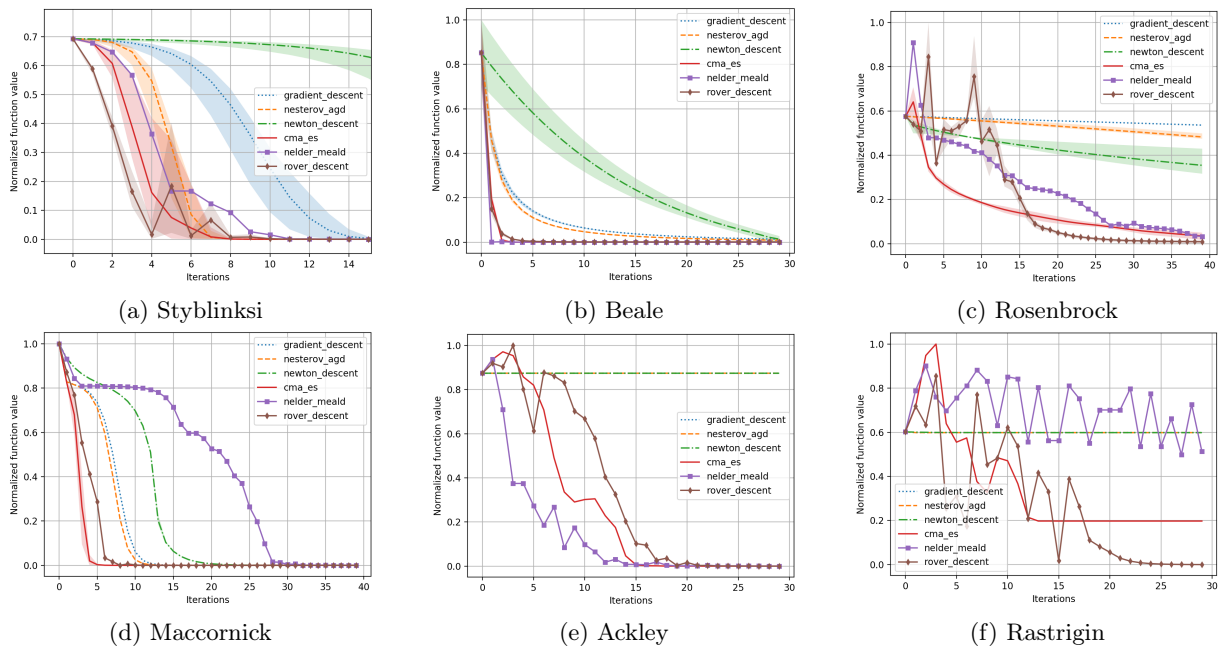 Normalized function value
0.7
0.6
0.5
0.4
0.3
0.2
0.1
0.0
0 2 4 6 8 10 12 14
Iterations
gradient_descent
nesterov_agd
newton_descent
cma_es
nelder_meald
rover_descent
(a) Styblinksi
Normalized function value
1.0
0.8
0.6
0.4
0.2
0.0
0 5 10 15 20 25 30
Iterations
gradient_descent
nesterov_agd
newton_descent
cma_es
nelder_meald
rover_descent
(b) Beale
Normalized function value
1.0
0.8
0.6
0.4
0.2
0.0
0 5 10 15 20 25 30 35 40
Iterations
gradient_descent
nesterov_agd
newton_descent
cma_es
nelder_meald
rover_descent
(c) Rosenbrock
Normalized function value
1.0
0.8
0.6
0.4
0.2
0.0
0 5 10 15 20 25 30 35 40
Iterations
gradient_descent
nesterov_agd
newton_descent
cma_es
nelder_meald
rover_descent
(d) Maccornick
Normalized function value
1.0
0.8
0.6
0.4
0.2
0.0
0 5 10 15 20 25 30
Iterations
gradient_descent
nesterov_agd
newton_descent
cma_es
nelder_meald
rover_descent
(e) Ackley
Normalized function value
1.0
0.8
0.6
0.4
0.2
0.0
0 5 10 15 20 25 30
Iterations
gradient_descent
nesterov_agd
newton_descent
cma_es
nelder_meald
rover_descent
(f) Rastrigin